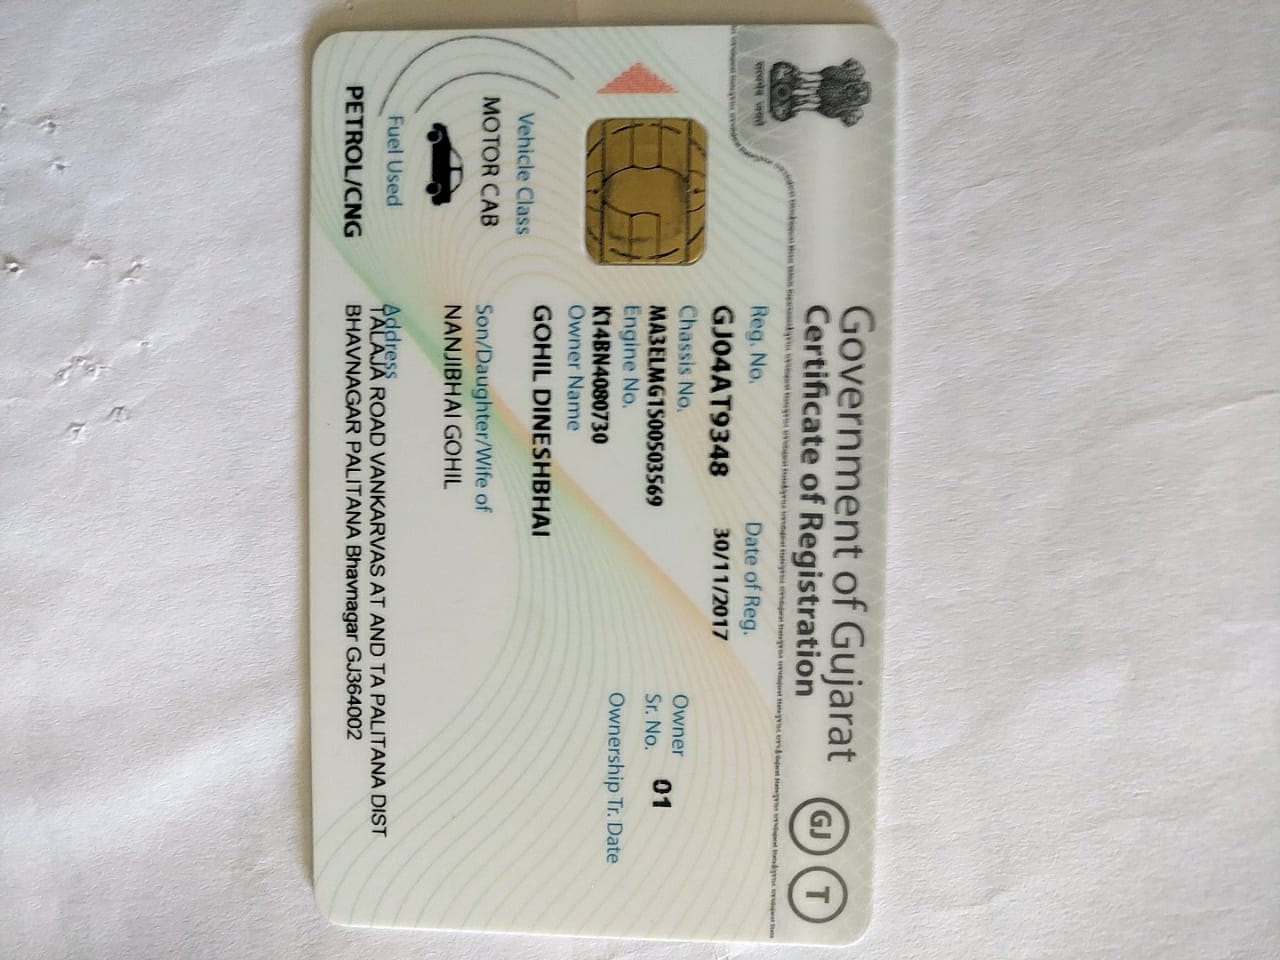 Government of Gujarat
Certificate of Registration
GJ
T
सत्यमेव जयते
Reg. No.
Date of Reg.
GJ04AT9348
30/11/2017
Chassis No.
MA3ELMG1S00503569
Owner
Sr. No.
01
Engine No.
K14BN4080730
Ownership Tr. Date
Owner Name
GOHIL DINESHBHAI
Vehicle Class
MOTOR CAB
Son/Daughter/Wife of
NANJIBHAI GOHIL
Fuel Used
PETROL/CNG
Address
TALAJA ROAD VANKARVAS AT AND TA PALITANA DIST
BHAVNAGAR PALITANA Bhavnagar GJ364002